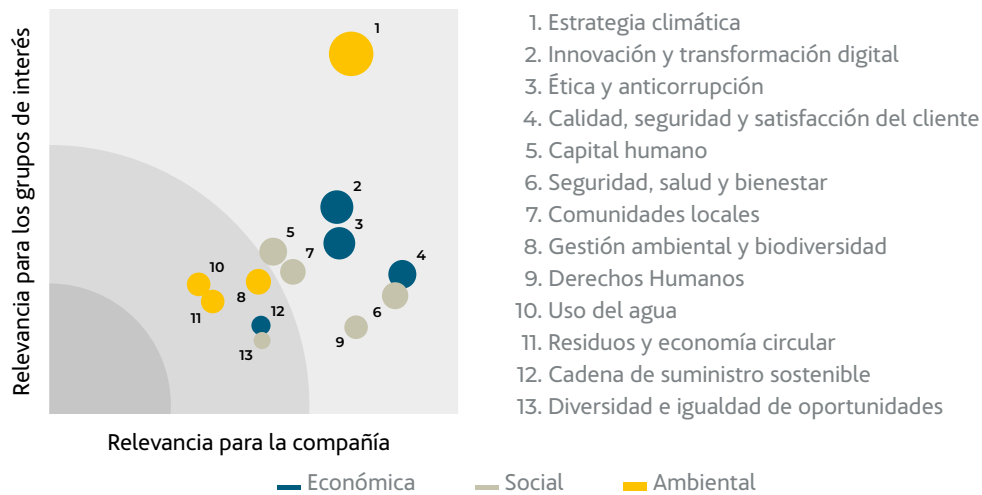 Relevancia para los grupos de interés
1
2
3
5
7
4
10
8
11
12
6
9
13
Relevancia para la compañía
1. Estrategia climática
2. Innovación y transformación digital
3. Ética y anticorrupción
4. Calidad, seguridad y satisfacción del cliente
5. Capital humano
6. Seguridad, salud y bienestar
7. Comunidades locales
8. Gestión ambiental y biodiversidad
9. Derechos Humanos
10. Uso del agua
11. Residuos y economía circular
12. Cadena de suministro sostenible
13. Diversidad e igualdad de oportunidades
Económica
Social
Ambiental